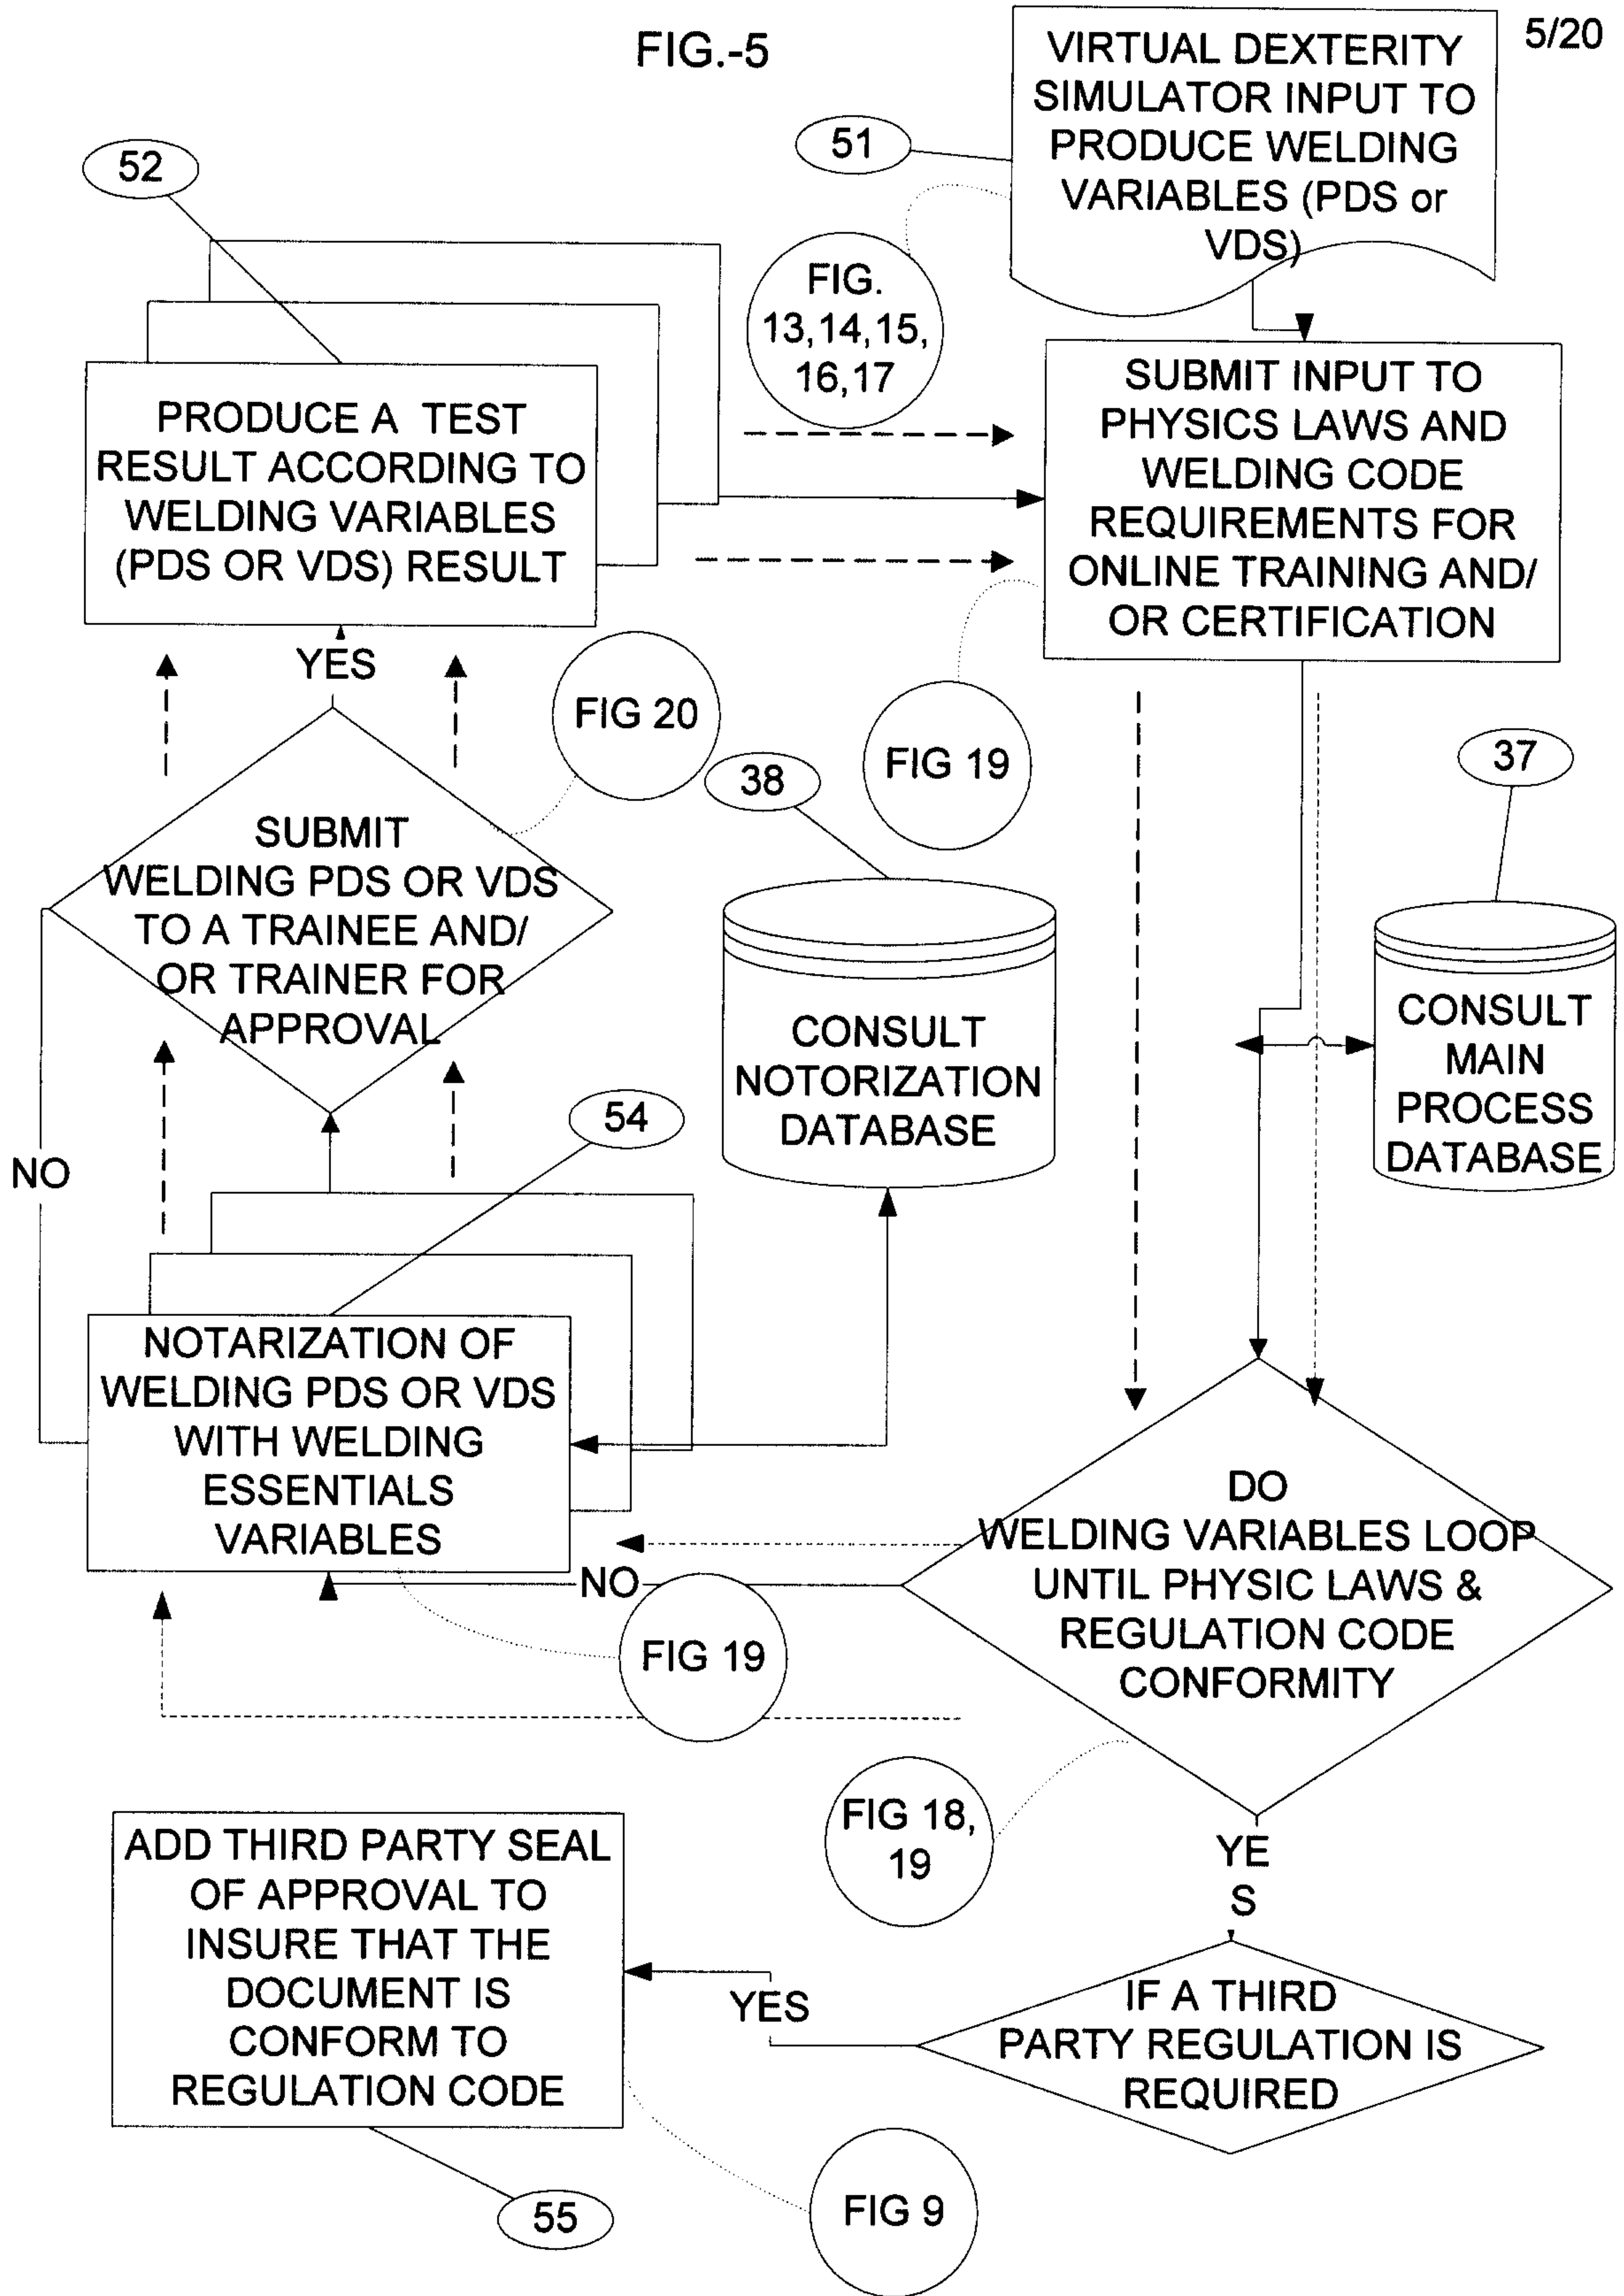 FIG.-5
5/20
VIRTUAL DEXTERITY
SIMULATOR INPUT TO
PRODUCE WELDING
VARIABLES (PDS or
VDS)
51
52
FIG.
13,14,15,
16,17
PRODUCE A TEST
RESULT ACCORDING TO
WELDING VARIABLES
(PDS OR VDS) RESULT
SUBMIT INPUT TO
PHYSICS LAWS AND
WELDING CODE
REQUIREMENTS FOR
ONLINE TRAINING AND/
OR CERTIFICATION
YES
FIG 20
FIG 19
38
37
SUBMIT
WELDING PDS OR VDS
TO A TRAINEE AND/
OR TRAINER FOR
APPROVAL
CONSULT
NOTORIZATION
DATABASE
CONSULT
MAIN
PROCESS
DATABASE
NO
54
NOTARIZATION OF
WELDING PDS OR VDS
WITH WELDING
ESSENTIALS
VARIABLES
DO
WELDING VARIABLES LOOP
UNTIL PHYSIC LAWS &
REGULATION CODE
CONFORMITY
NO
FIG 19
FIG 18,
19
YE
S
ADD THIRD PARTY SEAL
OF APPROVAL TO
INSURE THAT THE
DOCUMENT IS
CONFORM TO
REGULATION CODE
YES
IF A THIRD
PARTY REGULATION IS
REQUIRED
55
FIG 9